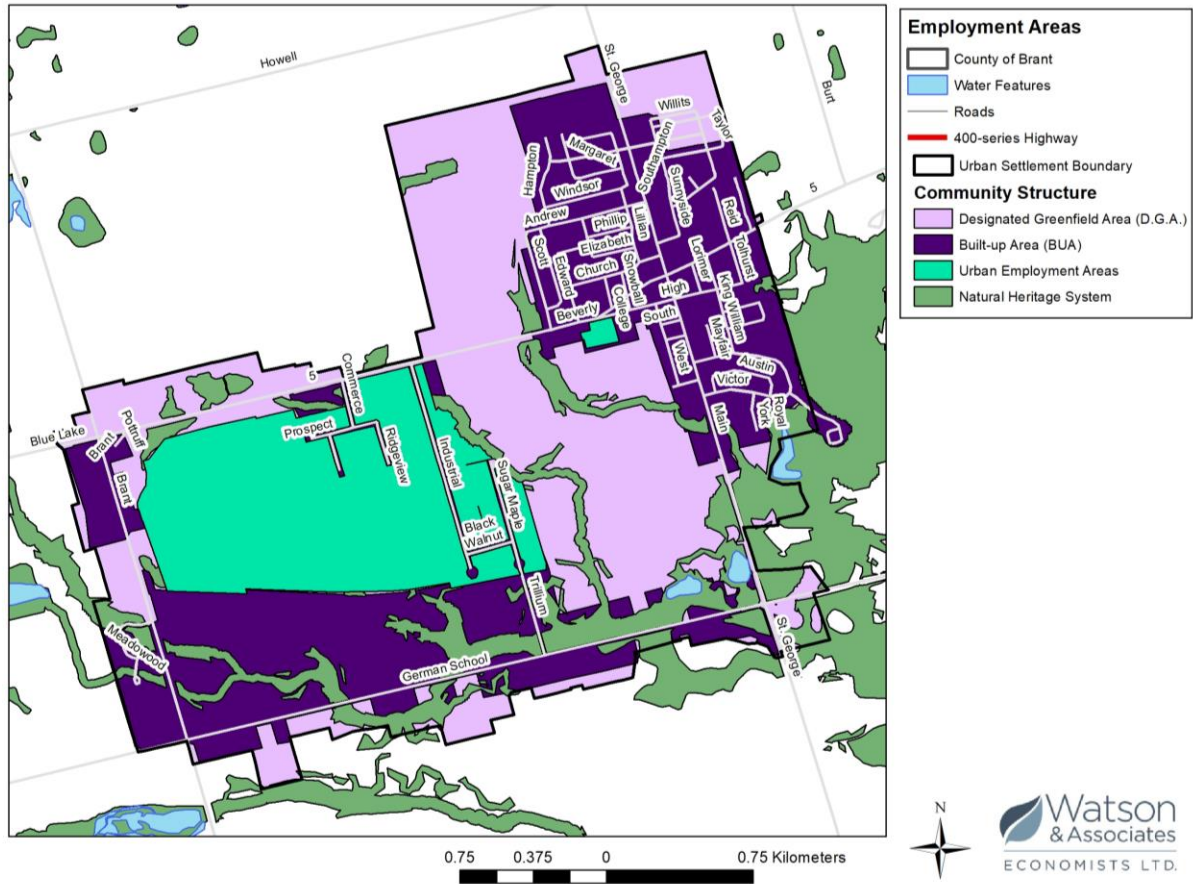 Howell
St. George
Burt
Willits
Taylor
Margaret
Southampton
Hampton
Sunnyside
Windsor
Reid
5
Andrew
Phillip
Lillian
Elizabeth
Tolhurst
Scott
Edward
Church
Snowball
Lorimer
High
King William
Beverly
College
South
Mayfair
West
Austin
Victor
Commerce
5
Main
Royal
York
Blue Lake
Brant
Pottruff
Prospect
Ridgeview
Industrial
Brant
Sugar Maple
Black
Walnut
Trillium
Meadowood
German School
St. George
Employment Areas
County of Brant
Water Features
Roads
400-series Highway
Urban Settlement Boundary
Community Structure
Designated Greenfield Area (D.G.A.)
Built-up Area (BUA)
Urban Employment Areas
Natural Heritage System
N
Watson
& Associates
ECONOMISTS LTD.
0.75 0.375 0 0.75 Kilometers